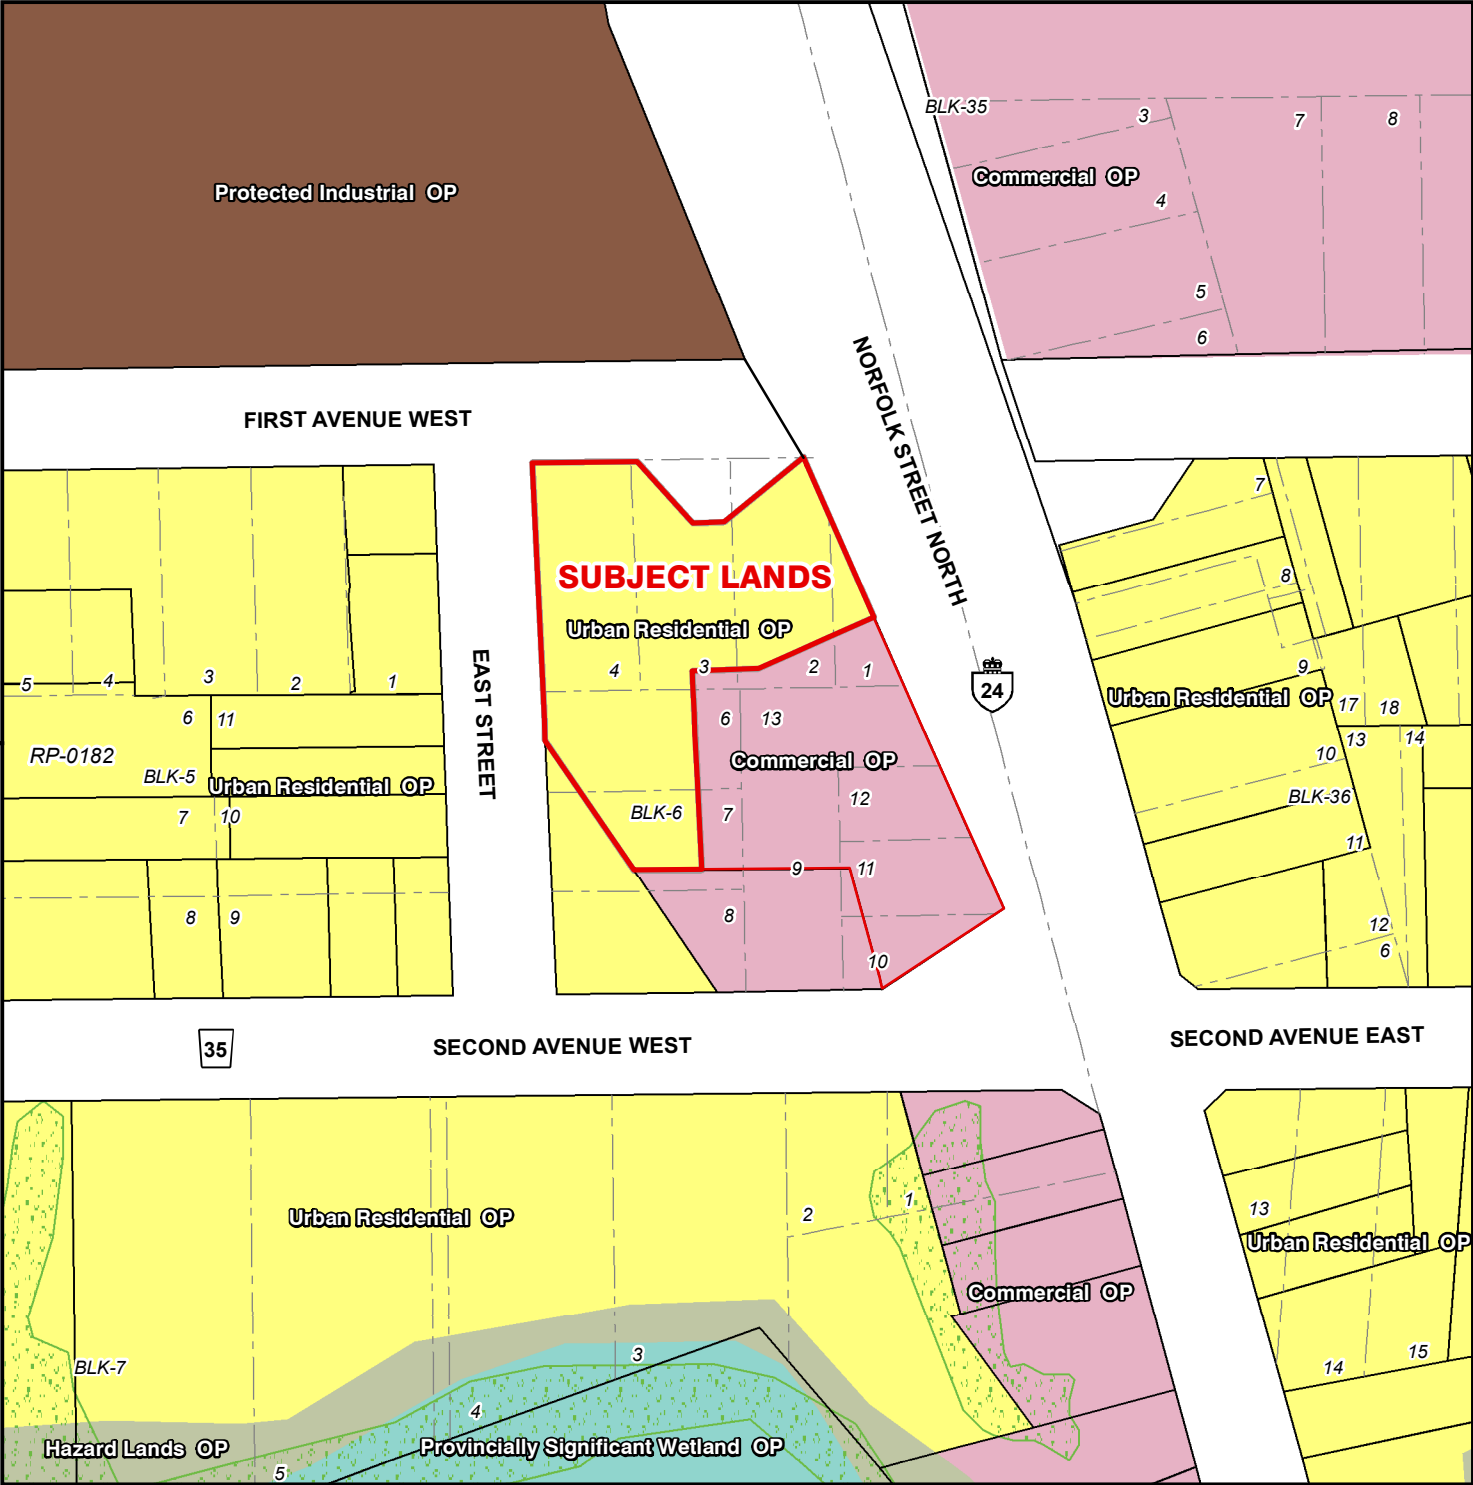 BLK-35
3
7
8
Protected Industrial OP
Commercial OP
4
5
6
NORFOLK STREET NORTH
FIRST AVENUE WEST
7
8
SUBJECT LANDS
Urban Residential OP
5
4
3
2
1
4
3
2
1
9
EAST STREET
24
Urban Residential OP
17
18
6
11
6
13
13
14
RP-0182
BLK-5
Urban Residential OP
Commercial OP
10
BLK-36
7
10
BLK-6
7
12
11
9
11
8
9
8
12
6
10
35
SECOND AVENUE WEST
SECOND AVENUE EAST
Urban Residential OP
2
1
13
Urban Residential OP
Commercial OP
BLK-7
3
14
15
4
Hazard Lands OP
Provincially Significant Wetland OP
5